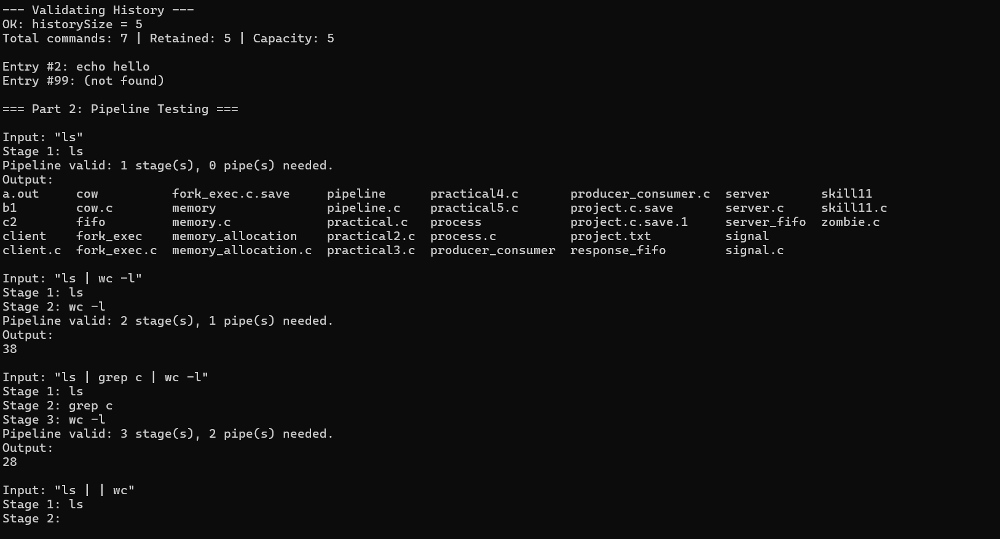 --- Validating History ---
OK: historySize = 5
Total commands: 7 | Retained: 5 | Capacity: 5
Entry #2: echo hello
Entry #99: (not found)
=== Part 2: Pipeline Testing ===
Input: "ls"
Stage 1: ls
Pipeline valid: 1 stage(s), 0 pipe(s) needed.
Output:
a.out     cow          fork_exec.c.save     pipeline      practical4.c       producer_consumer.c  server       skill11
b1        cow.c        memory               pipeline.c    practical5.c       project.c.save       server.c     skill11.c
c2        fifo         memory.c             practical.c   process            project.c.save.1     server_fifo  zombie.c
client    fork_exec    memory_allocation    practical2.c  process.c          project.txt          signal
client.c  fork_exec.c  memory_allocation.c  practical3.c  producer_consumer  response_fifo        signal.c
Input: "ls | wc -l"
Stage 1: ls
Stage 2: wc -l
Pipeline valid: 2 stage(s), 1 pipe(s) needed.
Output:
38
Input: "ls | grep c | wc -l"
Stage 1: ls
Stage 2: grep c
Stage 3: wc -l
Pipeline valid: 3 stage(s), 2 pipe(s) needed.
Output:
28
Input: "ls | | wc"
Stage 1: ls
Stage 2: